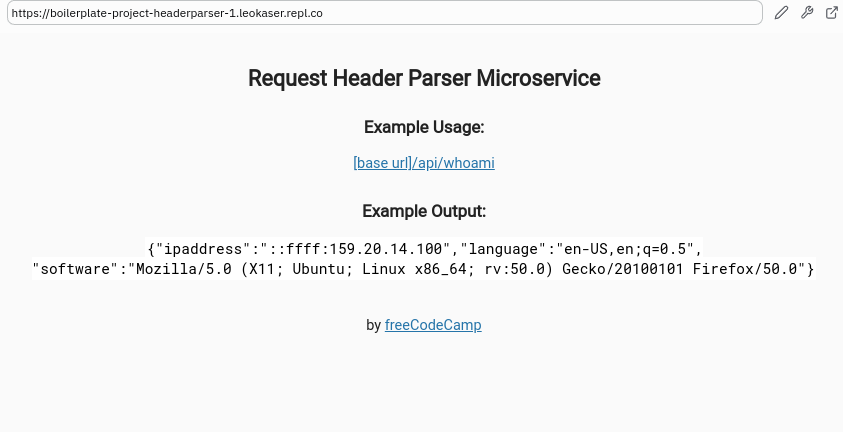 https://boilerplate-project-headerparser-1.leokaser.repl.co
Request Header Parser Microservice
Example Usage:
[base url]/api/whoami
Example Output:
{"ipaddress":"::ffff:159.20.14.100","language":"en-US,en;q=0.5",
"software":"Mozilla/5.0 (X11; Ubuntu; Linux x86_64; rv:50.0) Gecko/20100101 Firefox/50.0"}
by freeCodeCamp